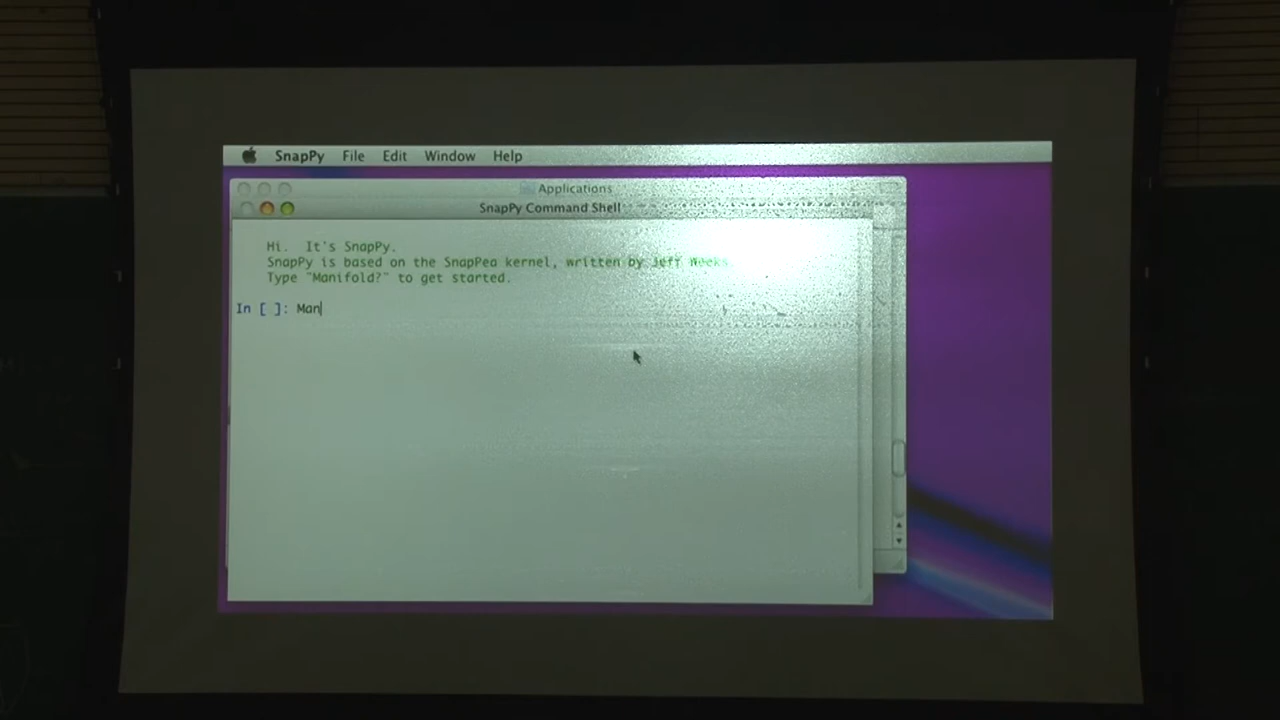 SnapPy File Edit Window Help
Applications
SnapPy Command Shell
Hi. It's SnapPy.
SnapPy is based on the SnapPea kernel, written by Jeff Weeks
Type "Manifold?" to get started.
In [ ]: Man